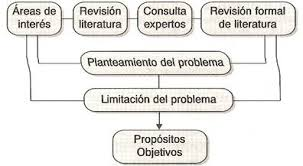 Áreas de
interés
Revisión
literatura
Consulta
expertos
Revisión formal
de literatura
Planteamiento del problema
Limitación del problema
Propósitos
Objetivos